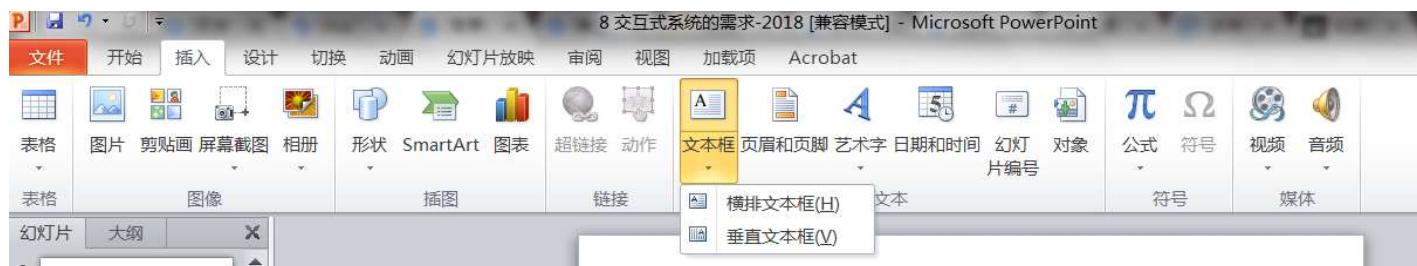 8 交互式系统的需求-2018 [兼容模式] - Microsoft PowerPoint
文件 开始 插入 设计 切换 动画 幻灯片放映 审阅 视图 加载项 Acrobat
表格 图片 剪贴画 屏幕截图 相册 形状 SmartArt 图表 超链接 动作 文本框 页眉和页脚 艺术字 日期和时间 幻灯 对象 公式 符号 视频 音频
片编号
表格 图像 插图 链接 文本 符号 媒体
横排文本框(H)
幻灯片 大纲
垂直文本框(V)